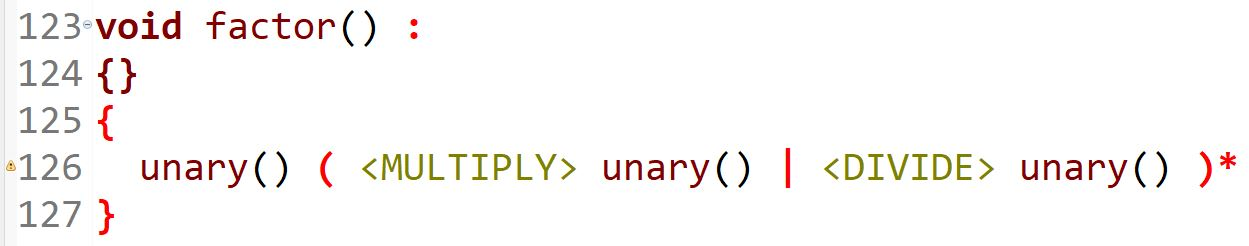 123 void factor() :
124 {}
125 {
126   unary() ( <MULTIPLY> unary() | <DIVIDE> unary() )*
127 }